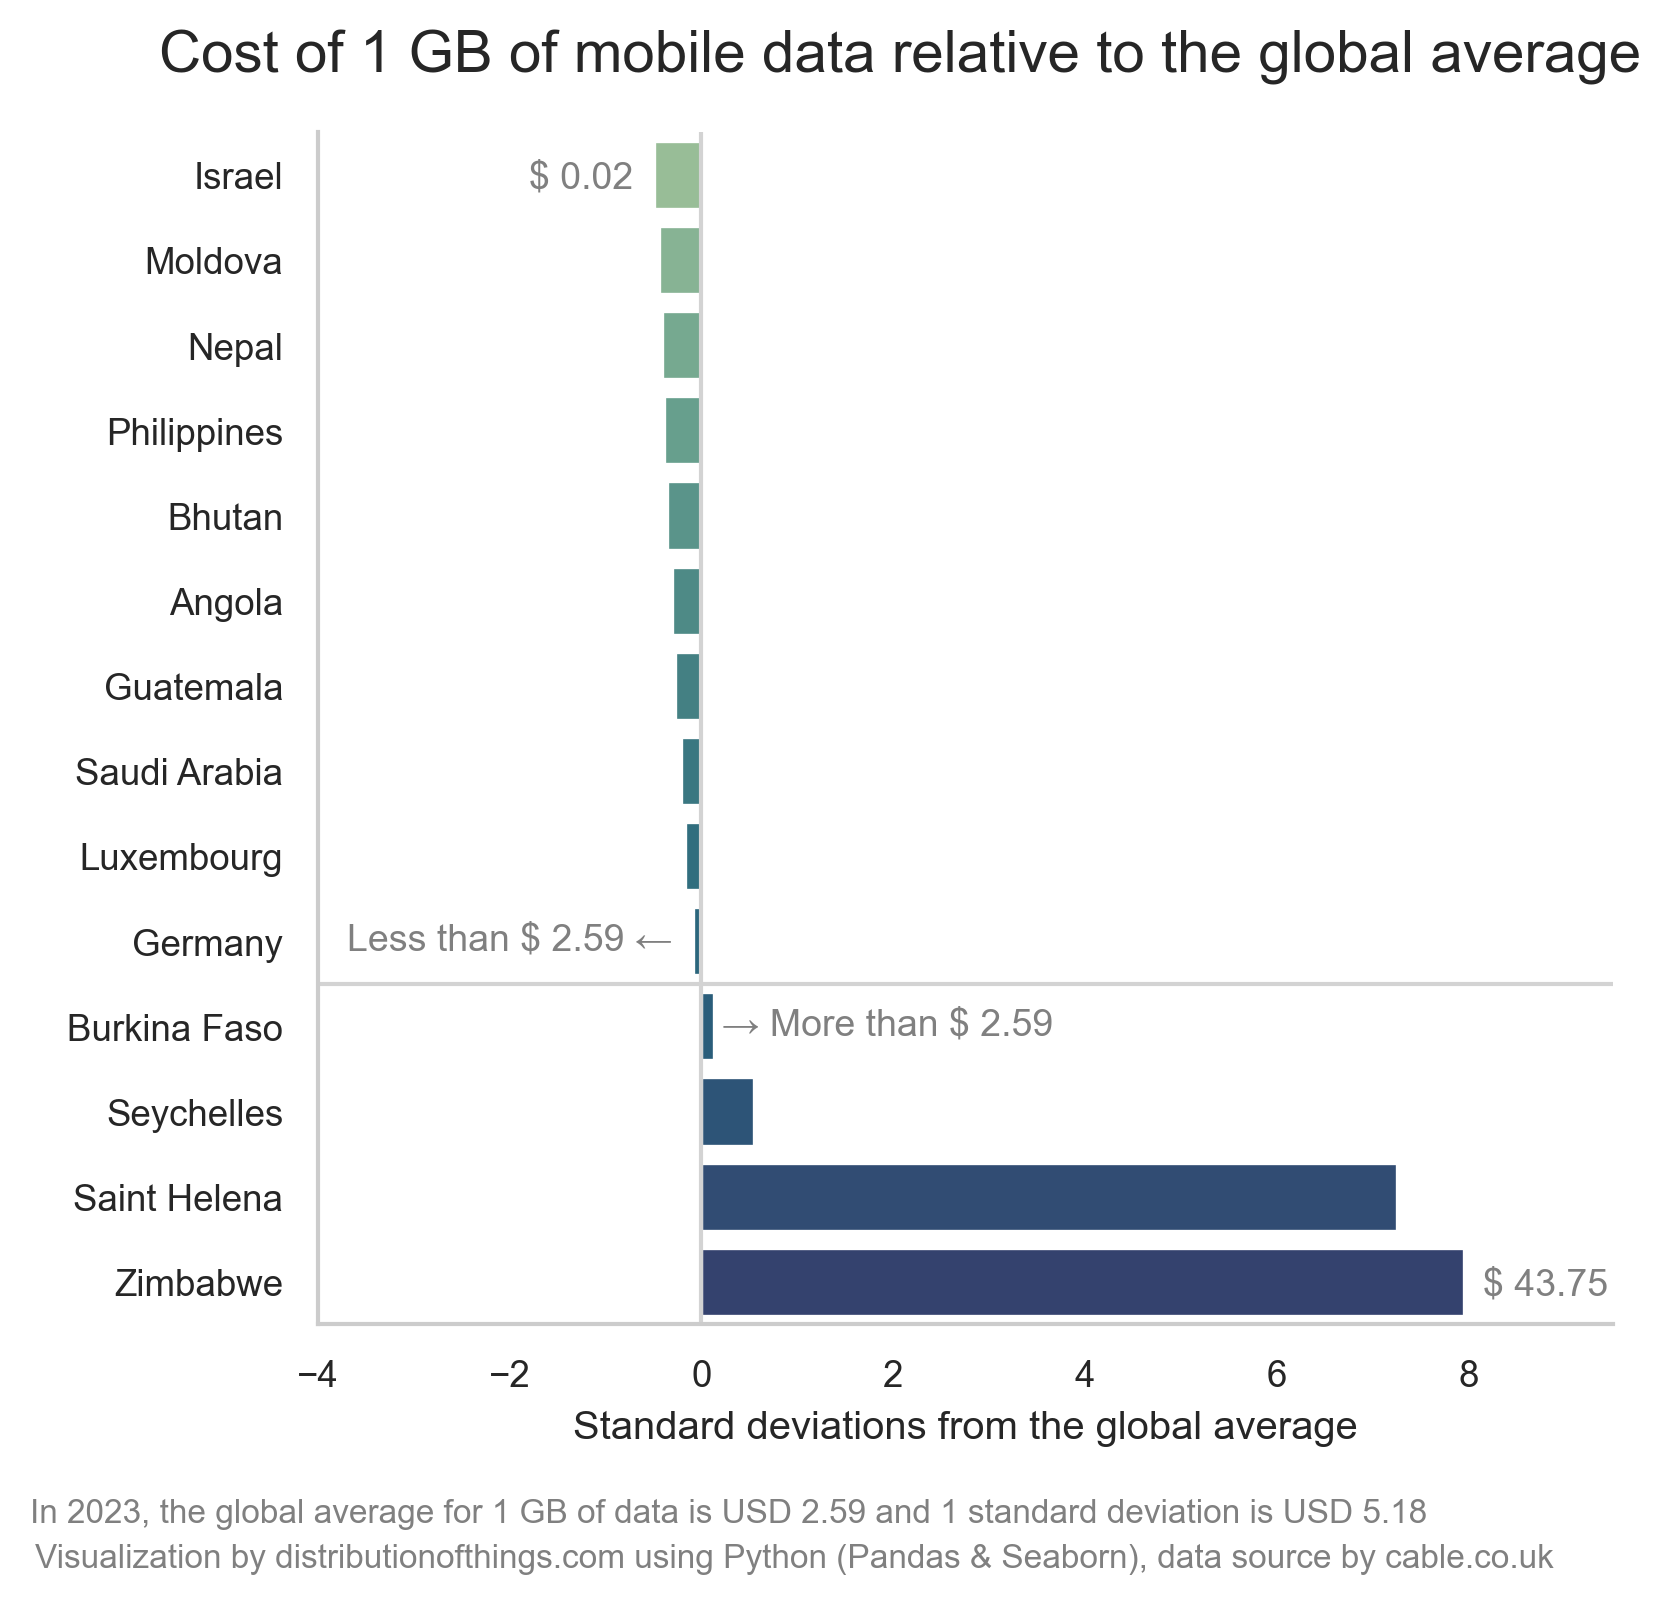 Cost of 1 GB of mobile data relative to the global average
Israel
$ 0.02
Moldova
Nepal
Philippines
Bhutan
Angola
Guatemala
Saudi Arabia
Luxembourg
Germany
Less than $ 2.59 ←
Burkina Faso
→ More than $ 2.59
Seychelles
Saint Helena
Zimbabwe
$ 43.75
−4 −2 0 2 4 6 8
Standard deviations from the global average
In 2023, the global average for 1 GB of data is USD 2.59 and 1 standard deviation is USD 5.18
Visualization by distributionofthings.com using Python (Pandas & Seaborn), data source by cable.co.uk